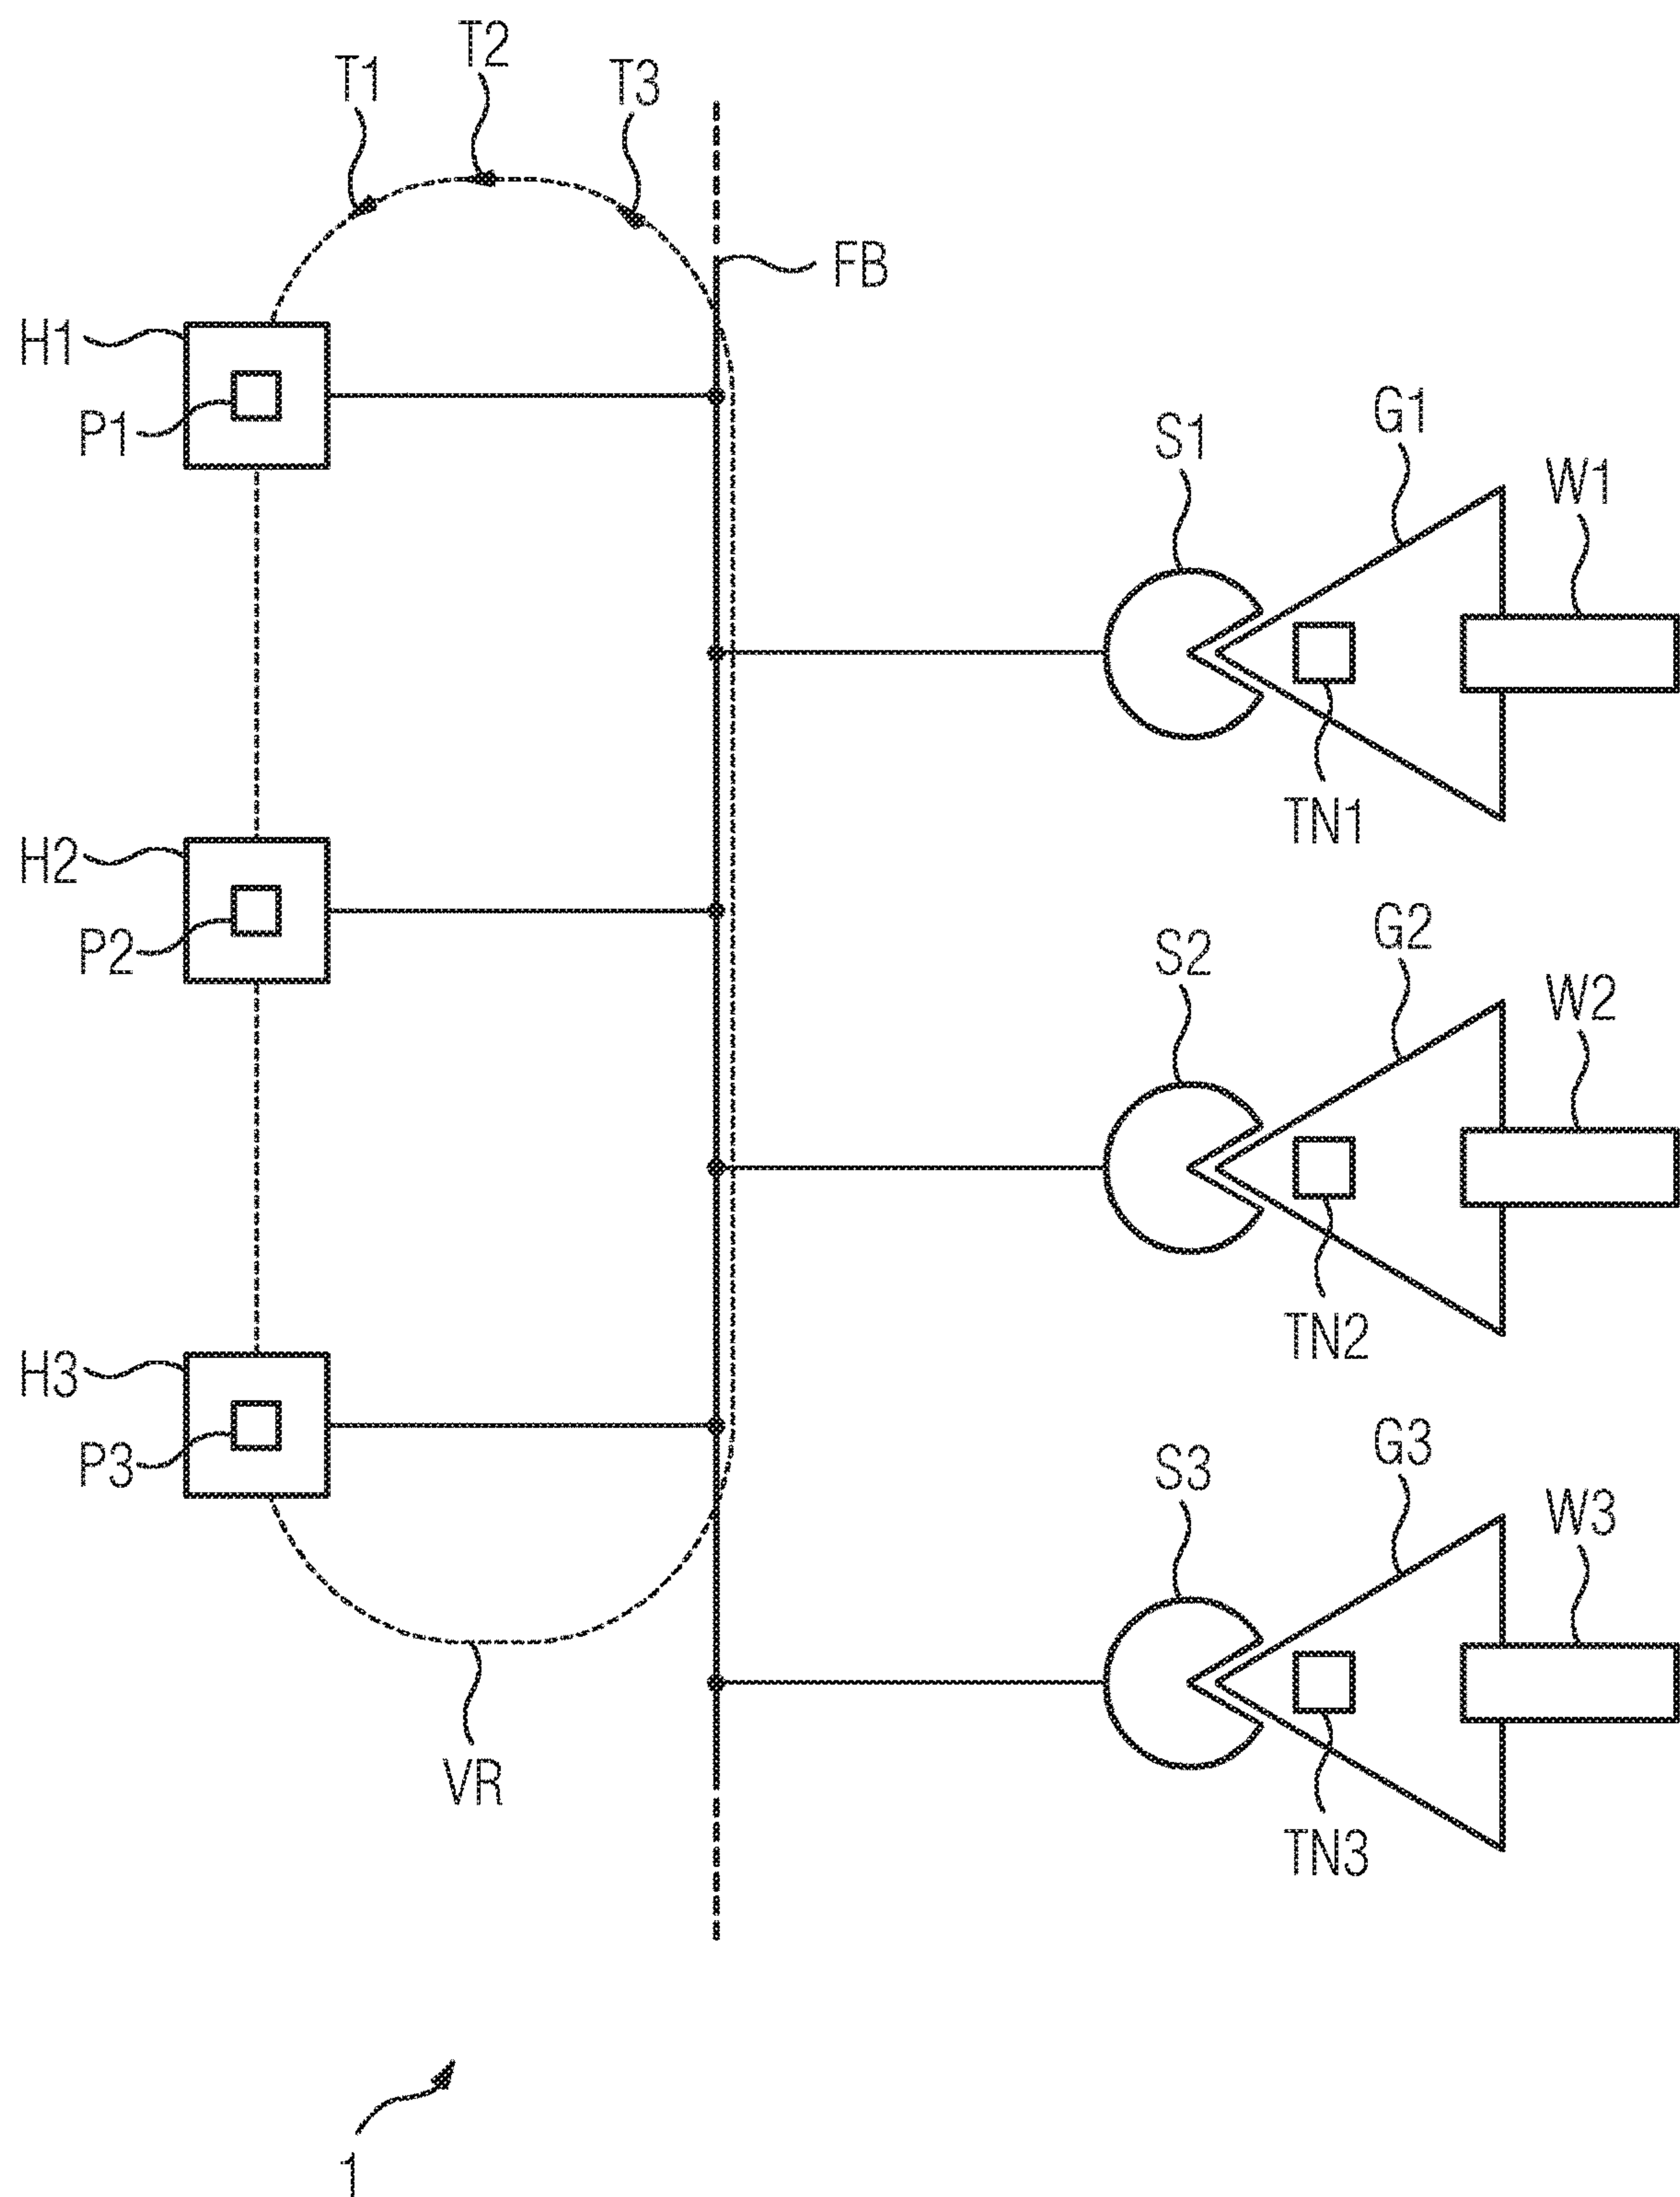 T1
T2
T3
FB
H1
P1
S1
G1
W1
TN1
H2
P2
S2
G2
W2
TN2
H3
P3
S3
G3
W3
TN3
VR
1